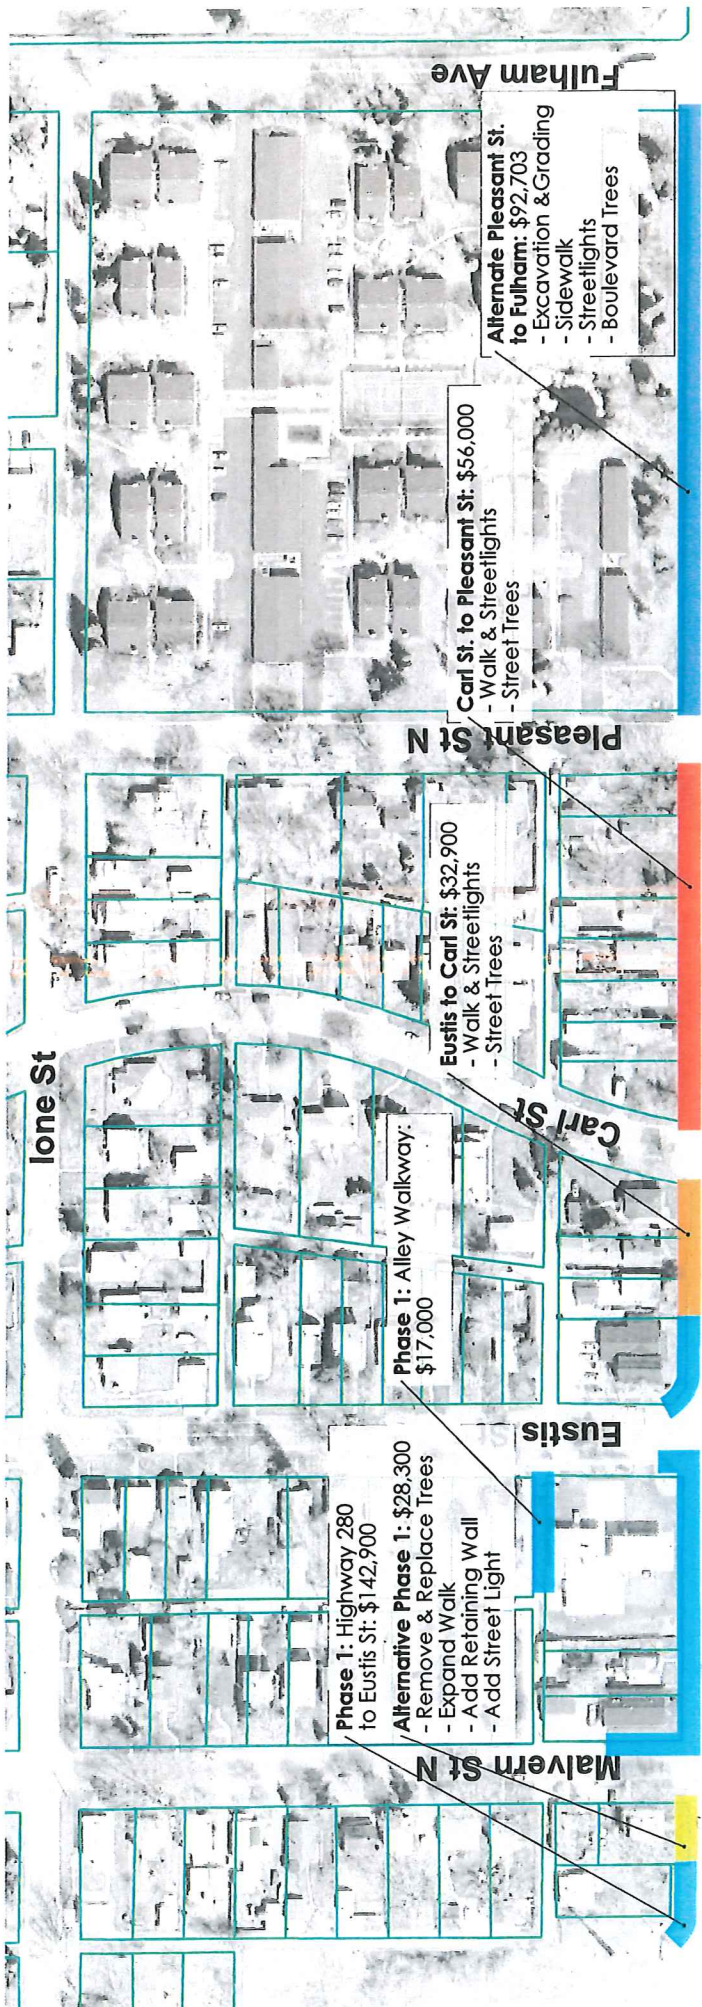 Ione St
Phase 1: Highway 280
to Eustis St: $142,900
Alternative Phase 1: $28,300
- Remove & Replace Trees
- Expand Walk
- Add Retaining Wall
- Add Street Light
Phase 1: Alley Walkway:
$17,000
Eustis to Carl St: $32,900
- Walk & Streetlights
- Street Trees
Carl St. to Pleasant St: $56,000
- Walk & Streetlights
- Street Trees
Alternate Pleasant St.
to Fulham: $92,703
- Excavation &Grading
- Sidewalk
- Streetlights
- Boulevard Trees
Malvern St N
Eustis St
Carl St
Pleasant St N
Fulham Ave